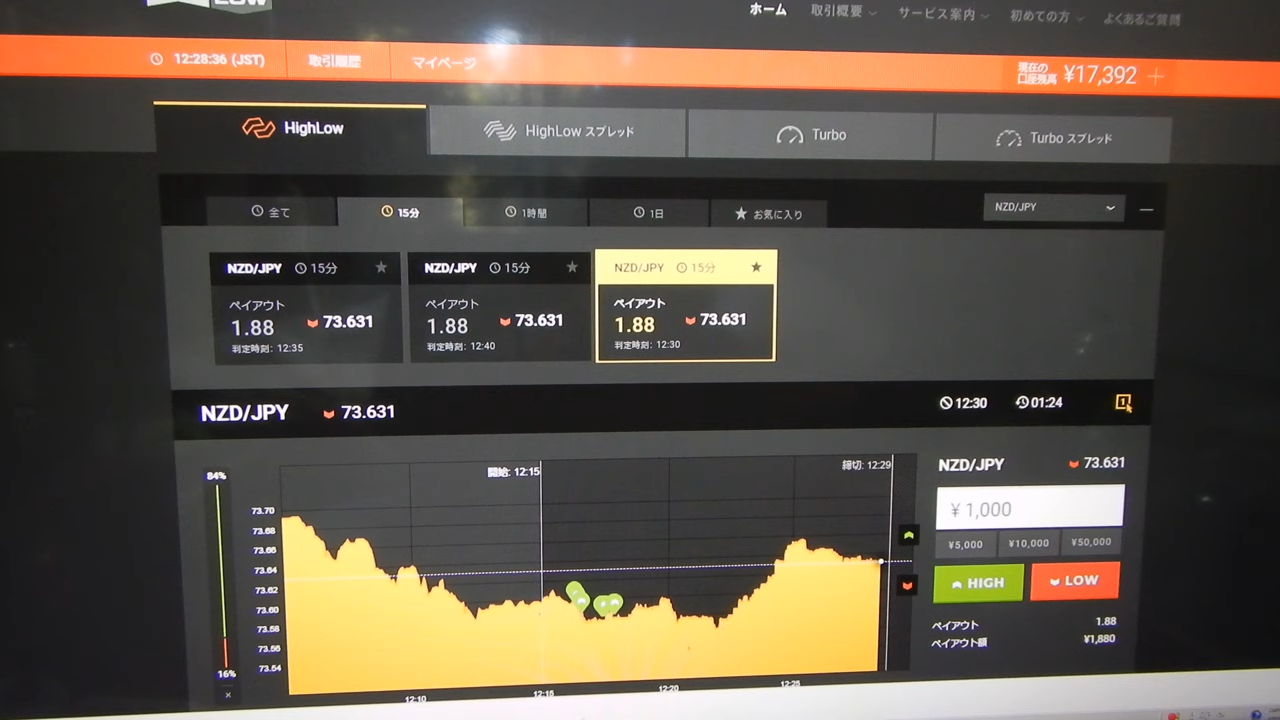 LOW
ホーム 取引概要 サービス案内 初めての方 よくあるご質問
12:28:36 (JST) 取引履歴 マイページ 現在の口座残高 ¥17,392 +
HighLow HighLow スプレッド Turbo Turbo スプレッド
全て 15分 1時間 1日 お気に入り NZD/JPY
NZD/JPY 15分 NZD/JPY 15分 NZD/JPY 15分
ペイアウト ペイアウト ペイアウト
1.88 73.631 1.88 73.631 1.88 73.631
判定時刻: 12:35 判定時刻: 12:40 判定時刻: 12:30
NZD/JPY 73.631 12:30 01:24
84% 開始: 12:15 締切: 12:29 NZD/JPY 73.631
73.70
¥ 1,000
73.68
73.66
¥5,000 ¥10,000 ¥50,000
73.64
73.62
HIGH LOW
73.60
73.58
ペイアウト 1.88
73.56
ペイアウト額 ¥1,880
73.54
16%
×
12:10 12:15 12:20 12:25